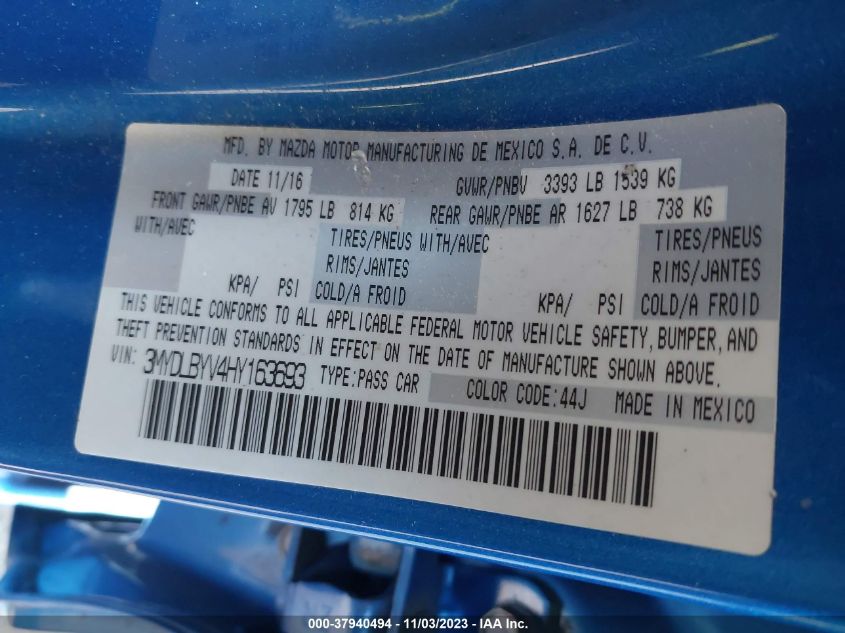 MFD. BY MAZDA MOTOR MANUFACTURING DE MEXICO S.A. DE C.V.
DATE 11/16 GVWR/PNBV 3393 LB 1539 KG
FRONT GAWR/PNBE AV 1795 LB 814 KG REAR GAWR/PNBE AR 1627 LB 738 KG
WITH/AVEC TIRES/PNEUS WITH/AVEC TIRES/PNEUS
RIMS/JANTES RIMS/JANTES
KPA/ PSI COLD/A FROID KPA/ PSI COLD/A FROID
THIS VEHICLE CONFORMS TO ALL APPLICABLE FEDERAL MOTOR VEHICLE SAFETY, BUMPER, AND
THEFT PREVENTION STANDARDS IN EFFECT ON THE DATE OF MANUFACTURE SHOWN ABOVE.
VIN: 3MYDLBYV4HY163693 TYPE:PASS CAR COLOR CODE:44J MADE IN MEXICO
000-37940494 - 11/03/2023 - IAA Inc.